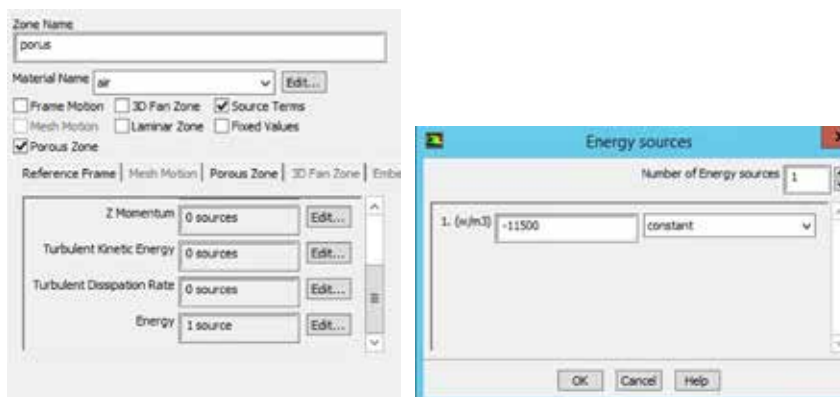 Zone Name
porus
Material Name air Edit...
Frame Motion 3D Fan Zone Source Terms
Mesh Motion Laminar Zone Fixed Values
Porous Zone
Reference Frame Mesh Motion Porous Zone 3D Fan Zone Embe
Z Momentum 0 sources Edit...
Turbulent Kinetic Energy 0 sources Edit...
Turbulent Dissipation Rate 0 sources Edit...
Energy 1 source Edit...
Energy sources
Number of Energy sources 1
1. (w/m3) -11500 constant
OK Cancel Help